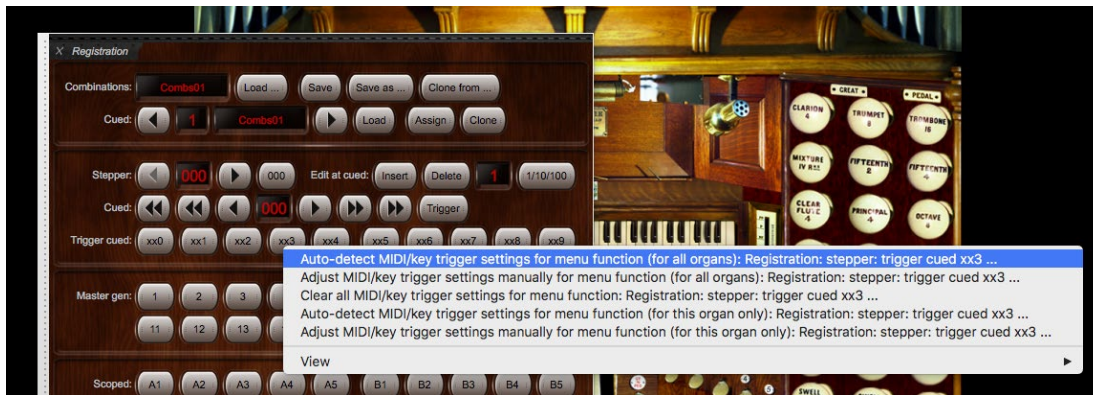 X Registration
Combinations: Combs01 Load ... Save Save as ... Clone from ...
Cued: 1 Combs01 Load Assign Clone
Stepper: 000 000 Edit at cued: Insert Delete 1 1/10/100
Cued: 000 Trigger
Trigger cued: xx0 xx1 xx2 xx3 xx4 xx5 xx6 xx7 xx8 xx9
Auto-detect MIDI/key trigger settings for menu function (for all organs): Registration: stepper: trigger cued xx3 ...
Adjust MIDI/key trigger settings manually for menu function (for all organs): Registration: stepper: trigger cued xx3 ...
Clear all MIDI/key trigger settings for menu function: Registration: stepper: trigger cued xx3 ...
Auto-detect MIDI/key trigger settings for menu function (for this organ only): Registration: stepper: trigger cued xx3 ...
Adjust MIDI/key trigger settings manually for menu function (for this organ only): Registration: stepper: trigger cued xx3 ...
View
Master gen: 1 2 3
11 12 13
Scoped: A1 A2 A3 A4 A5 B1 B2 B3 B4 B5
• GREAT • • PEDAL •
CLARION 4
TRUMPET 8
TROMBONE 16
MIXTURE IV RKS
FIFTEENTH 2
FIFTEENTH 4
CLEAR FLUTE 4
PRINCIPAL 4
OCTAVE
SWELL